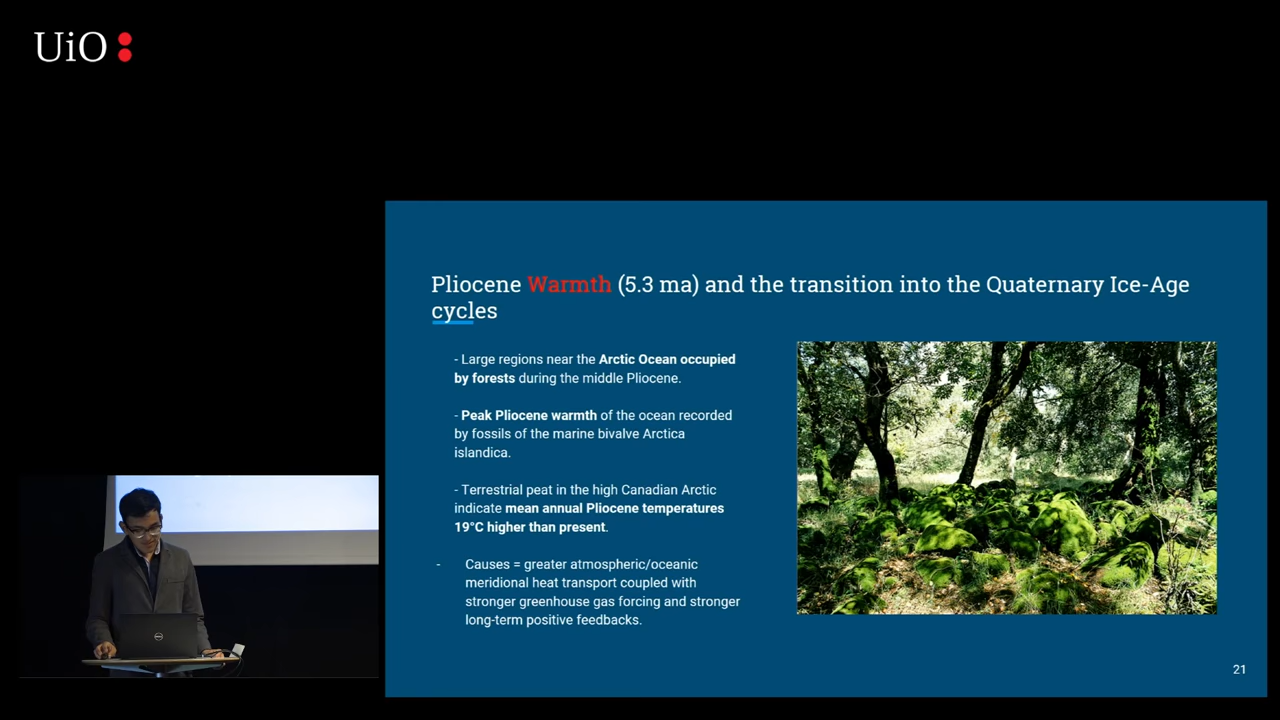 UiO
Pliocene Warmth (5.3 ma) and the transition into the Quaternary Ice-Age
cycles
- Large regions near the Arctic Ocean occupied
by forests during the middle Pliocene.
- Peak Pliocene warmth of the ocean recorded
by fossils of the marine bivalve Arctica
islandica.
- Terrestrial peat in the high Canadian Arctic
indicate mean annual Pliocene temperatures
19°C higher than present.
- Causes = greater atmospheric/oceanic
meridional heat transport coupled with
stronger greenhouse gas forcing and stronger
long-term positive feedbacks.
21